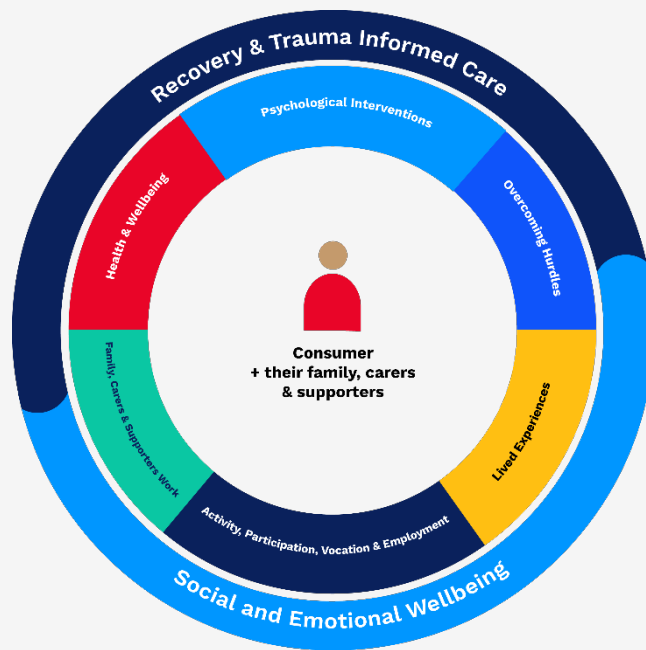 Recovery & Trauma Informed Care
Psychological Interventions
Health & Wellbeing
Overcoming Hurdles
Consumer
+ their family, carers
& supporters
Family, Carers & Supporters Work
Lived Experiences
Activity, Participation, Vocation & Employment
Social and Emotional Wellbeing